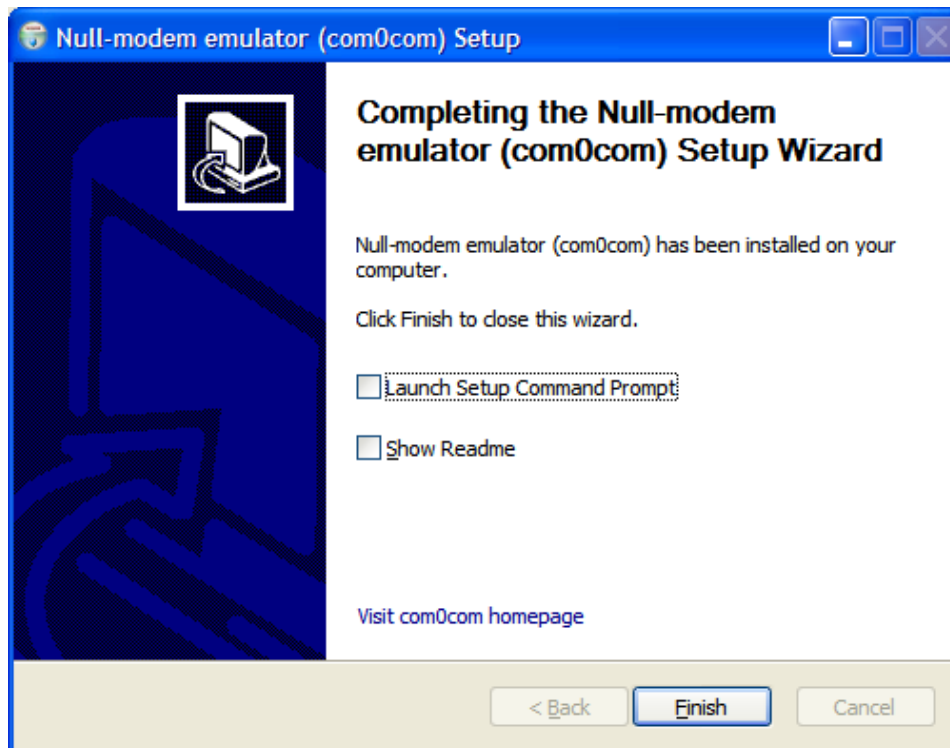 Null-modem emulator (com0com) Setup
Completing the Null-modem
emulator (com0com) Setup Wizard
Null-modem emulator (com0com) has been installed on your
computer.
Click Finish to close this wizard.
Launch Setup Command Prompt
Show Readme
Visit com0com homepage
< Back Finish Cancel